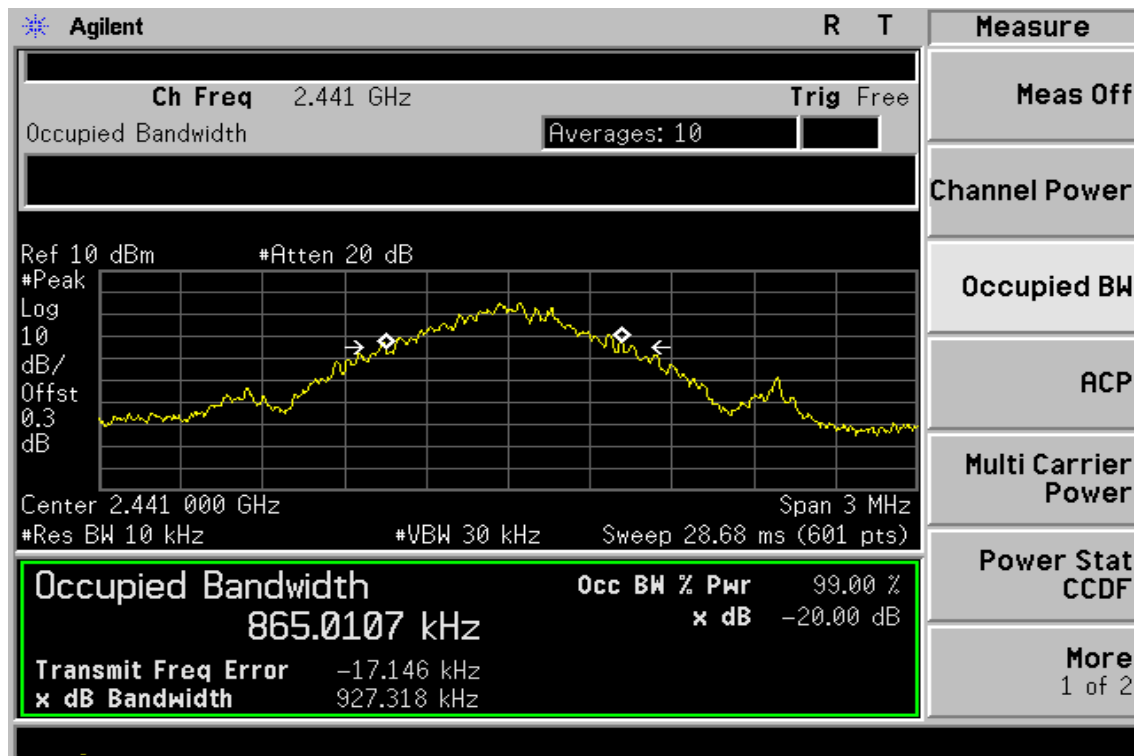 Agilent R T
Measure
Ch Freq 2.441 GHz Trig Free
Occupied Bandwidth Averages: 10
Ref 10 dBm #Atten 20 dB
#Peak
Log
10
dB/
Offst
0.3
dB
Center 2.441 000 GHz Span 3 MHz
#Res BW 10 kHz #VBW 30 kHz Sweep 28.68 ms (601 pts)
Occupied Bandwidth
865.0107 kHz
Occ BW % Pwr 99.00 %
x dB -20.00 dB
Transmit Freq Error -17.146 kHz
x dB Bandwidth 927.318 kHz
Meas Off
Channel Power
Occupied BW
ACP
Multi Carrier
Power
Power Stat
CCDF
More
1 of 2